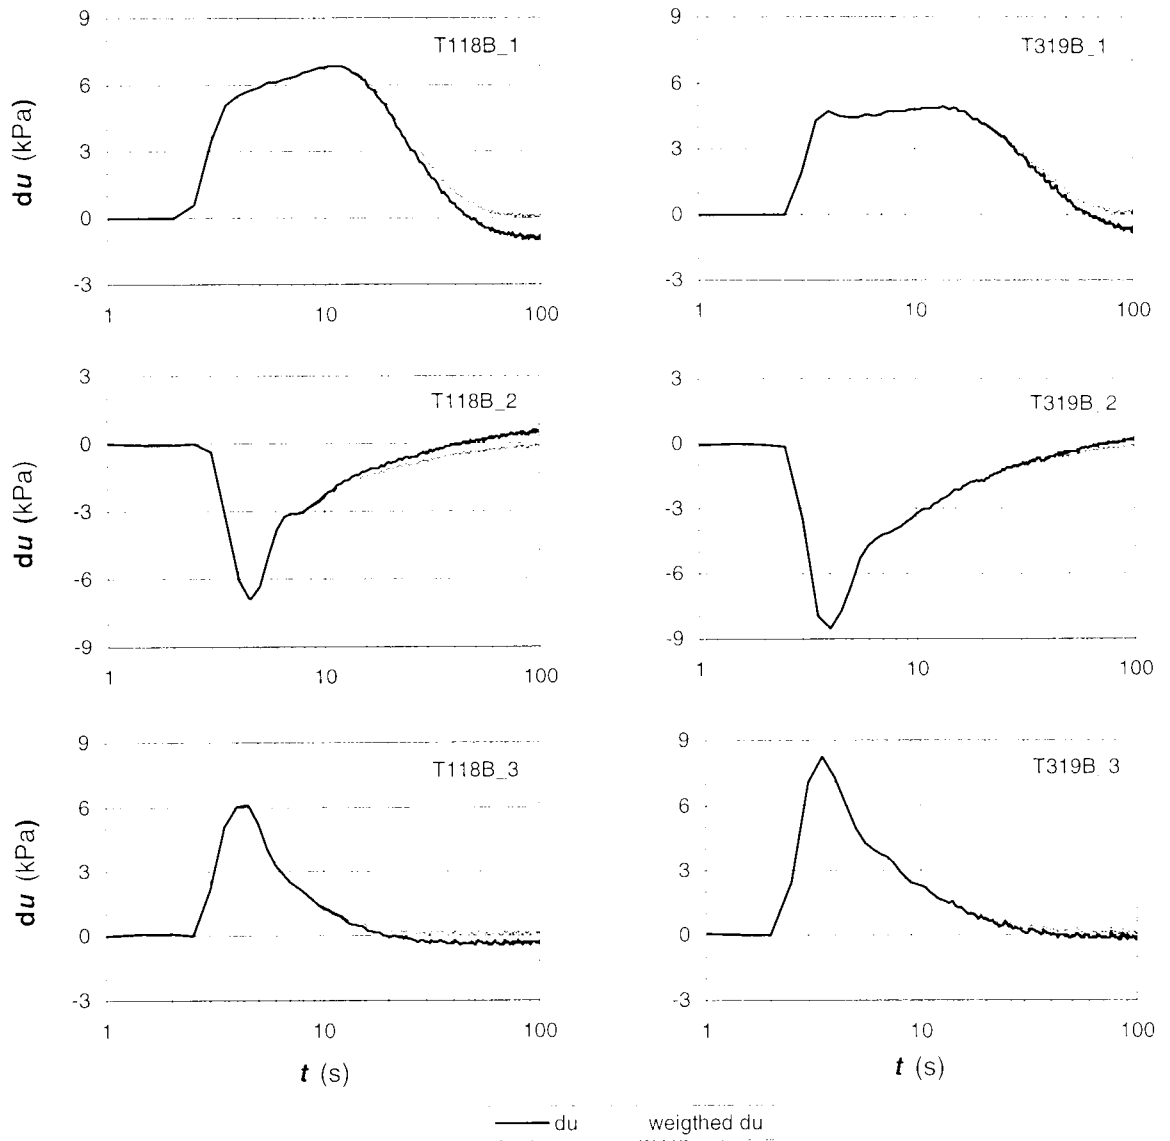 9 T118B_1 9 T319B_1
6 6
du (kPa) 3 3
0 0
-3 -3
1 10 100 1 10 100
3 T118B_2 3 T319B_2
0 0
du (kPa) -3 -3
-6 -6
-9 -9
1 10 100 1 10 100
9 T118B_3 9 T319B_3
6 6
du (kPa) 3 3
0 0
-3 -3
1 10 100 1 10 100
t (s) t (s)
du weigthed du